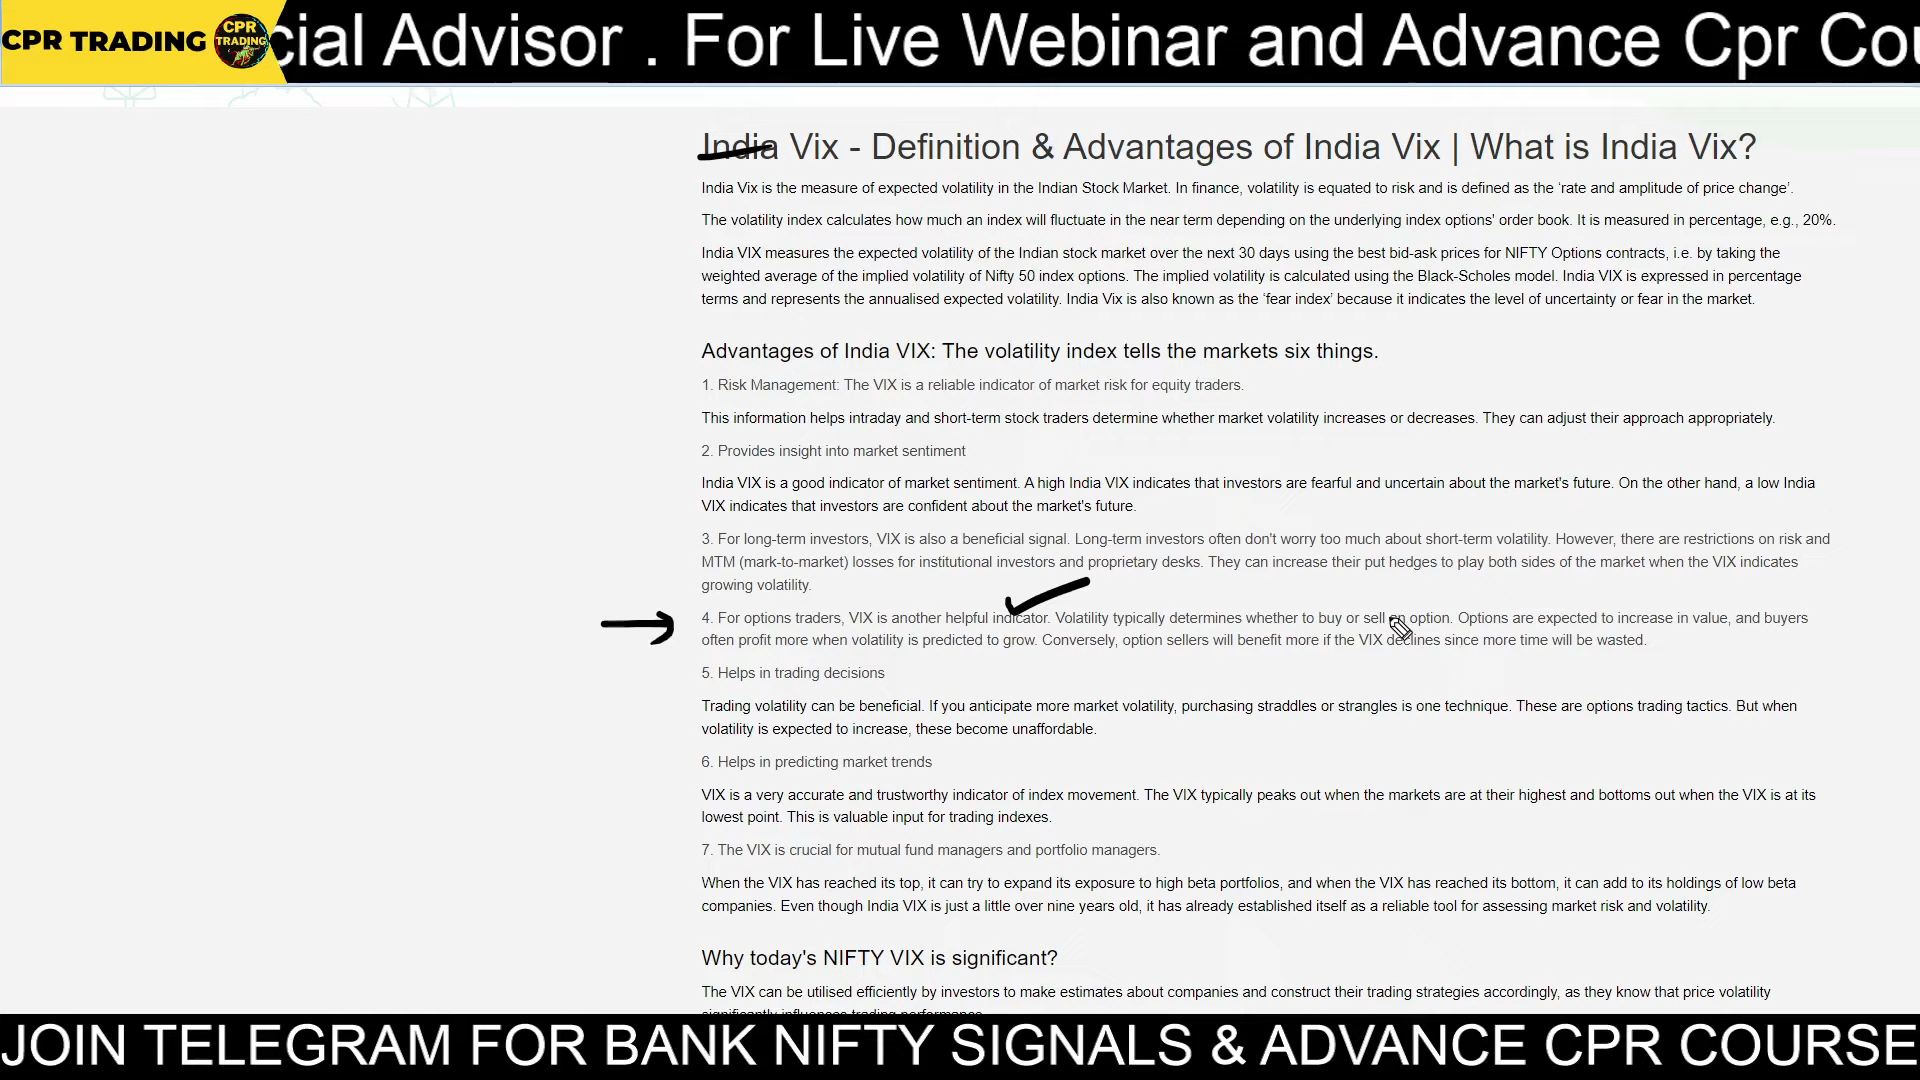 CPR TRADING
CPR
TRADING
cial Advisor . For Live Webinar and Advance Cpr Cou
India Vix - Definition & Advantages of India Vix | What is India Vix?
India Vix is the measure of expected volatility in the Indian Stock Market. In finance, volatility is equated to risk and is defined as the ‘rate and amplitude of price change’.
The volatility index calculates how much an index will fluctuate in the near term depending on the underlying index options' order book. It is measured in percentage, e.g., 20%.
India VIX measures the expected volatility of the Indian stock market over the next 30 days using the best bid-ask prices for NIFTY Options contracts, i.e. by taking the
weighted average of the implied volatility of Nifty 50 index options. The implied volatility is calculated using the Black-Scholes model. India VIX is expressed in percentage
terms and represents the annualised expected volatility. India Vix is also known as the ‘fear index’ because it indicates the level of uncertainty or fear in the market.
Advantages of India VIX: The volatility index tells the markets six things.
1. Risk Management: The VIX is a reliable indicator of market risk for equity traders.
This information helps intraday and short-term stock traders determine whether market volatility increases or decreases. They can adjust their approach appropriately.
2. Provides insight into market sentiment
India VIX is a good indicator of market sentiment. A high India VIX indicates that investors are fearful and uncertain about the market's future. On the other hand, a low India
VIX indicates that investors are confident about the market's future.
3. For long-term investors, VIX is also a beneficial signal. Long-term investors often don't worry too much about short-term volatility. However, there are restrictions on risk and
MTM (mark-to-market) losses for institutional investors and proprietary desks. They can increase their put hedges to play both sides of the market when the VIX indicates
growing volatility.
4. For options traders, VIX is another helpful indicator. Volatility typically determines whether to buy or sell an option. Options are expected to increase in value, and buyers
often profit more when volatility is predicted to grow. Conversely, option sellers will benefit more if the VIX declines since more time will be wasted.
5. Helps in trading decisions
Trading volatility can be beneficial. If you anticipate more market volatility, purchasing straddles or strangles is one technique. These are options trading tactics. But when
volatility is expected to increase, these become unaffordable.
6. Helps in predicting market trends
VIX is a very accurate and trustworthy indicator of index movement. The VIX typically peaks out when the markets are at their highest and bottoms out when the VIX is at its
lowest point. This is valuable input for trading indexes.
7. The VIX is crucial for mutual fund managers and portfolio managers.
When the VIX has reached its top, it can try to expand its exposure to high beta portfolios, and when the VIX has reached its bottom, it can add to its holdings of low beta
companies. Even though India VIX is just a little over nine years old, it has already established itself as a reliable tool for assessing market risk and volatility.
Why today's NIFTY VIX is significant?
The VIX can be utilised efficiently by investors to make estimates about companies and construct their trading strategies accordingly, as they know that price volatility
significantly influences trading performance.
JOIN TELEGRAM FOR BANK NIFTY SIGNALS & ADVANCE CPR COURSE